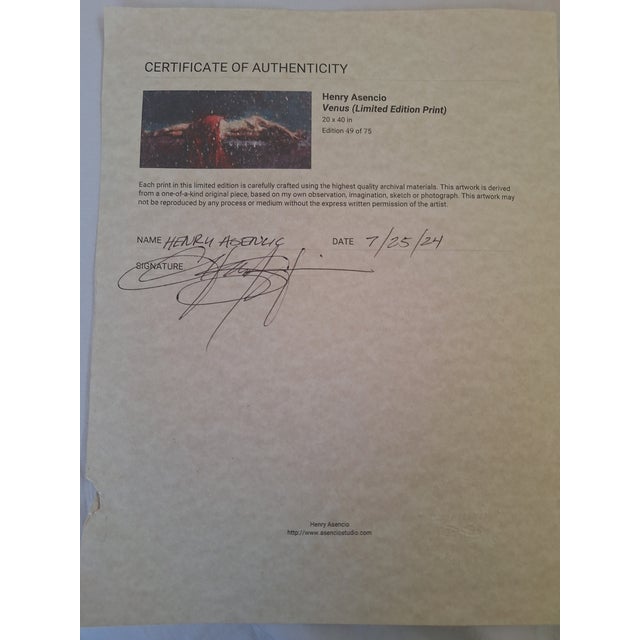 CERTIFICATE OF AUTHENTICITY
Henry Asencio
Venus (Limited Edition Print)
20 x 40 in
Edition 49 of 75
Each print in this limited edition is carefully crafted using the highest quality archival materials. This artwork is derived
from a one-of-a-kind original piece, based on my own observation, imagination, sketch or photograph. This artwork may
not be reproduced by any process or medium without the express written permission of the artist.
NAME HENRY ASENCIO DATE 7/25/24
SIGNATURE
Henry Asencio
http://www.asenciostudio.com